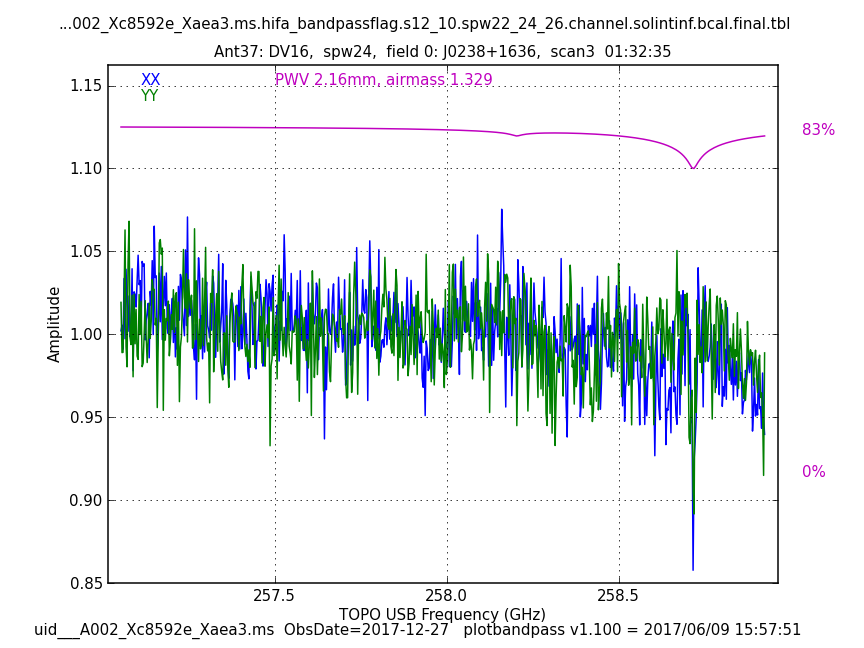 ...002_Xc8592e_Xaea3.ms.hifa_bandpassflag.s12_10.spw22_24_26.channel.solintinf.bcal.final.tbl
Ant37: DV16,  spw24,  field 0: J0238+1636,  scan3  01:32:35
XX
PWV 2.16mm, airmass 1.329
YY
1.15
1.10
1.05
1.00
0.95
0.90
0.85
Amplitude
83%
0%
257.5
258.0
258.5
TOPO USB Frequency (GHz)
uid___A002_Xc8592e_Xaea3.ms  ObsDate=2017-12-27   plotbandpass v1.100 = 2017/06/09 15:57:51